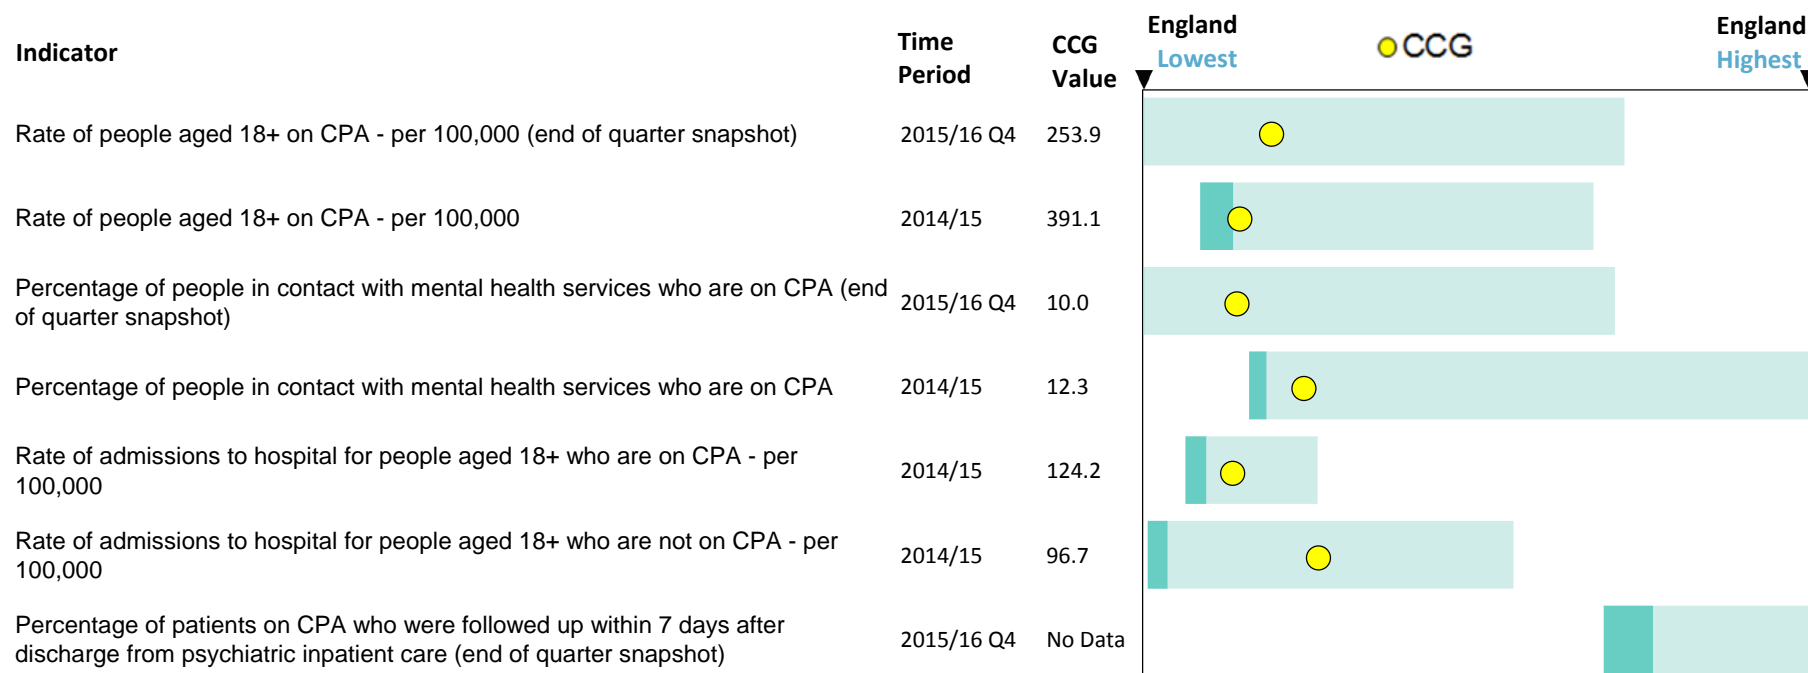 Indicator
Time
Period
CCG
Value
England
Lowest
CCG
England
Highest
Rate of people aged 18+ on CPA - per 100,000 (end of quarter snapshot)
2015/16 Q4
253.9
Rate of people aged 18+ on CPA - per 100,000
2014/15
391.1
Percentage of people in contact with mental health services who are on CPA (end
of quarter snapshot)
2015/16 Q4
10.0
Percentage of people in contact with mental health services who are on CPA
2014/15
12.3
Rate of admissions to hospital for people aged 18+ who are on CPA - per
100,000
2014/15
124.2
Rate of admissions to hospital for people aged 18+ who are not on CPA - per
100,000
2014/15
96.7
Percentage of patients on CPA who were followed up within 7 days after
discharge from psychiatric inpatient care (end of quarter snapshot)
2015/16 Q4
No Data